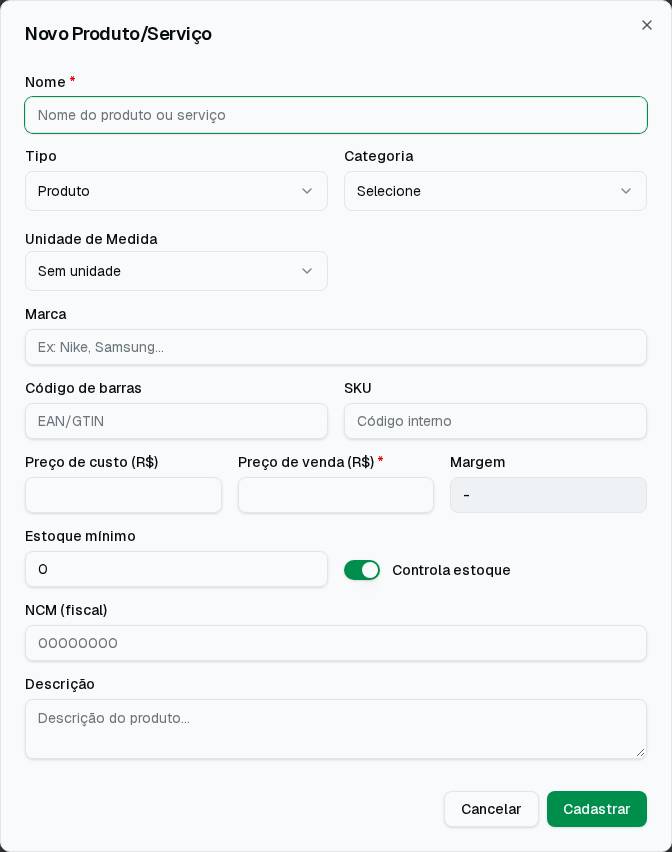 Novo Produto/Serviço
Nome *
Nome do produto ou serviço
Tipo
Categoria
Produto
Selecione
Unidade de Medida
Sem unidade
Marca
Ex: Nike, Samsung...
Código de barras
SKU
EAN/GTIN
Código interno
Preço de custo (R$)
Preço de venda (R$) *
Margem
-
Estoque mínimo
0
Controla estoque
NCM (fiscal)
00000000
Descrição
Descrição do produto...
Cancelar
Cadastrar